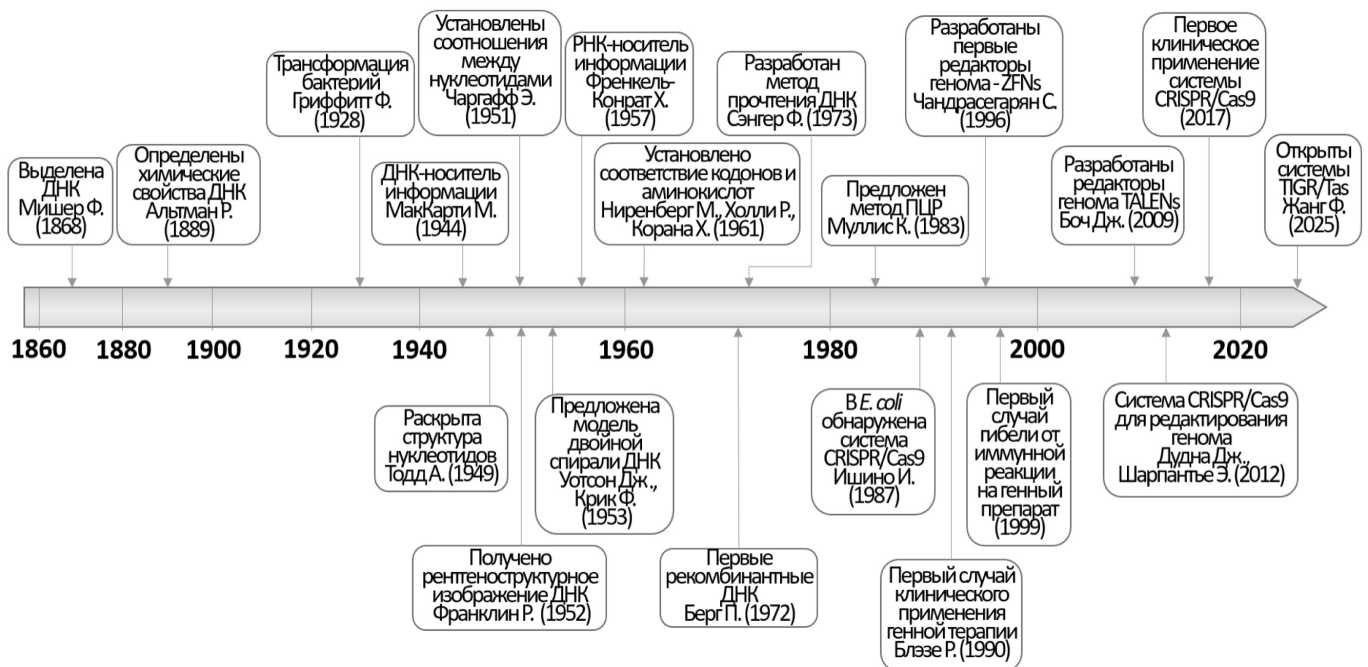 Выделена
ДНК
Мишер Ф.
(1868)
Определены
химические
свойства ДНК
Альтман Р.
(1889)
Трансформация
бактерий
Гриффитт Ф.
(1928)
ДНК-носитель
информации
МакКарти М.
(1944)
Установлены
соотношения
между
нуклеотидами
Чаргафф Э.
(1951)
РНК-носитель
информации
Френкель-
Конрат Х.
(1957)
Установлено
соответствие кодонов и
аминокислот
Ниренберг М., Холли Р.,
Корана Х. (1961)
Разработан
метод
прочтения ДНК
Сэнгер Ф. (1973)
Предложен
метод ПЦР
Муллис К. (1983)
Разработаны
первые
редакторы
генома - ZFNs
Чандрасегарян С.
(1996)
Разработаны
редакторы
генома TALENs
Боч Дж. (2009)
Первое
клиническое
применение
системы
CRISPR/Cas9
(2017)
Открыты
системы
TIGR/Tas
Жанг Ф.
(2025)
1860 1880 1900 1920 1940 1960 1980 2000 2020
Раскрыта
структура
нуклеотидов
Тодд А. (1949)
Получено
рентгеноструктурное
изображение ДНК
Франклин Р. (1952)
Предложена
модель
двойной
спирали ДНК
Уотсон Дж.,
Крик Ф.
(1953)
Первые
рекомбинантные
ДНК
Берг П. (1972)
В E. coli
обнаружена
система
CRISPR/Cas9
Ишино И.
(1987)
Первый случай
клинического
применения
генной терапии
Блэзе Р. (1990)
Первый
случай
гибели от
иммунной
реакции
на генный
препарат
(1999)
Система CRISPR/Cas9
для редактирования
генома
Дудна Дж.,
Шарпантье Э. (2012)